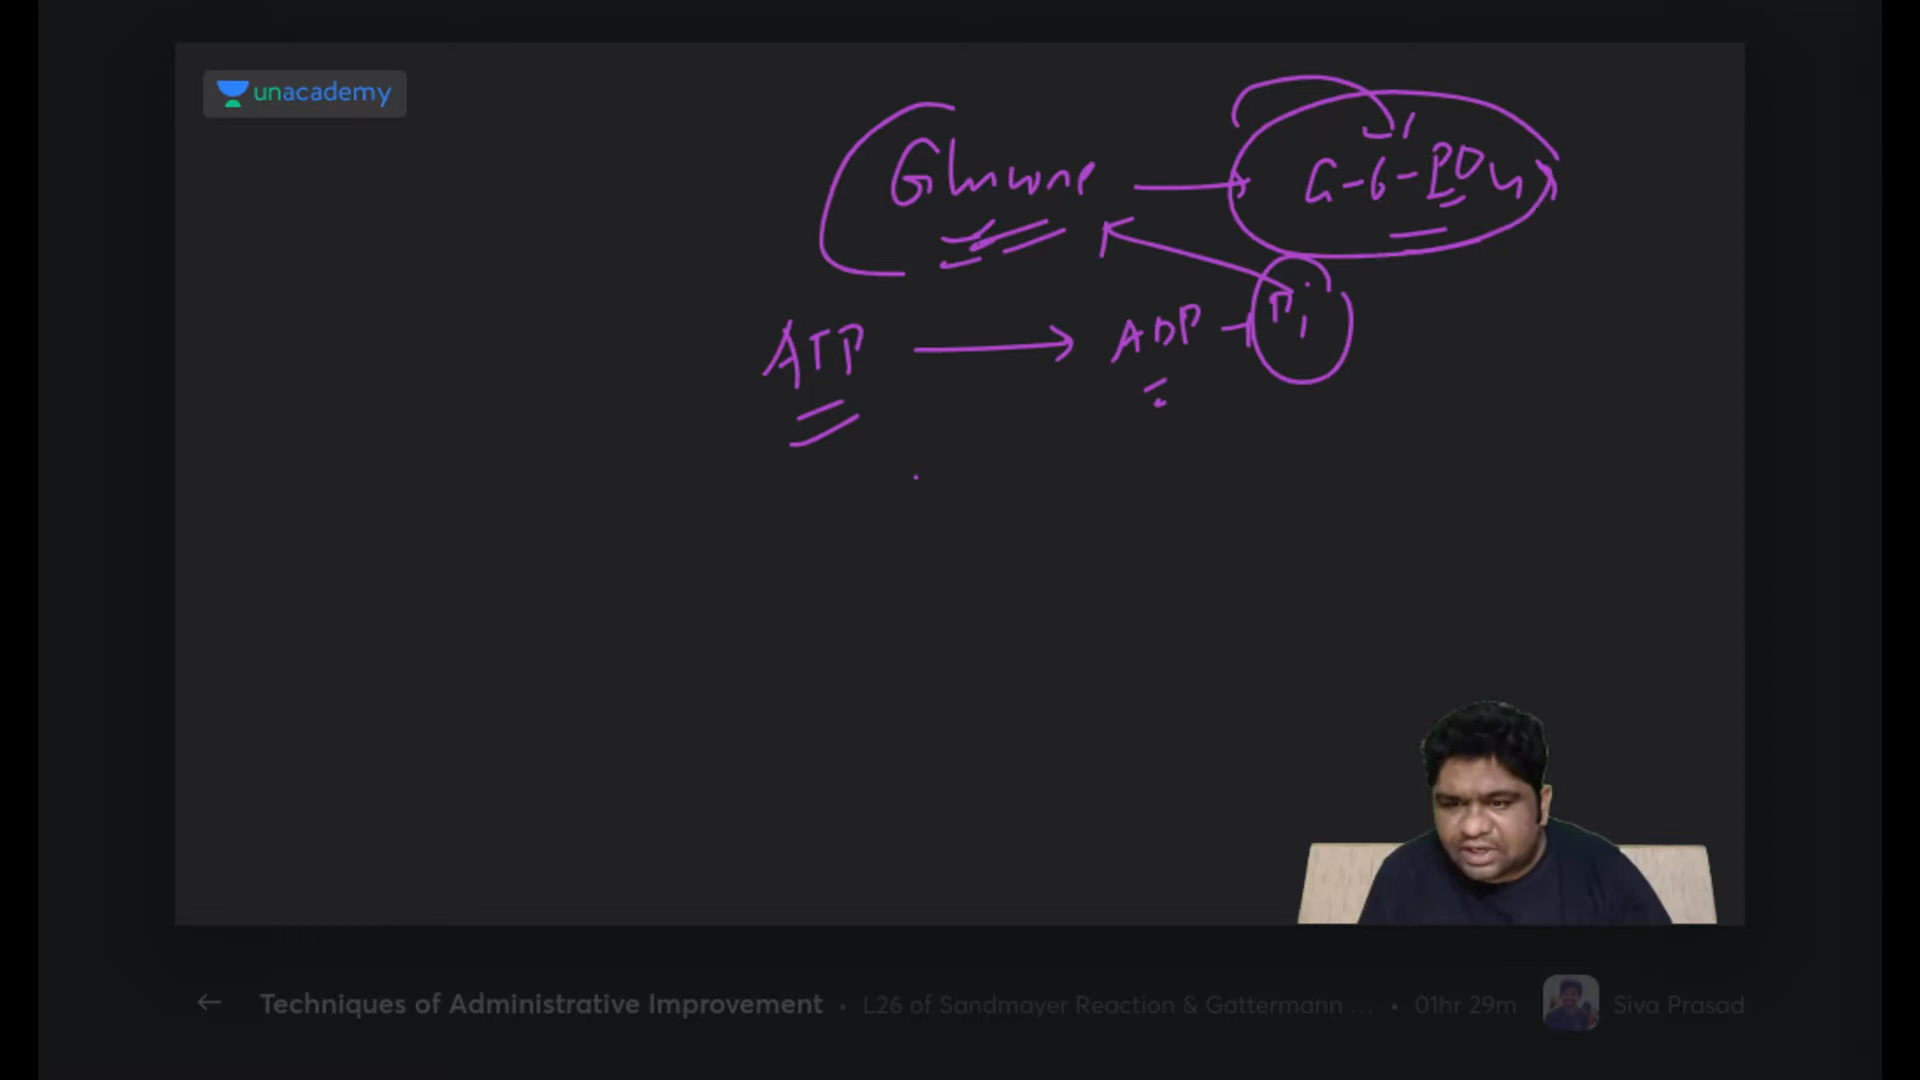 unacademy
Glucose → G-6-PO4
ATP → ADP + Pi
← Techniques of Administrative Improvement • L26 of Sandmayer Reaction & Gattermann ... • 01hr 29m Siva Prasad